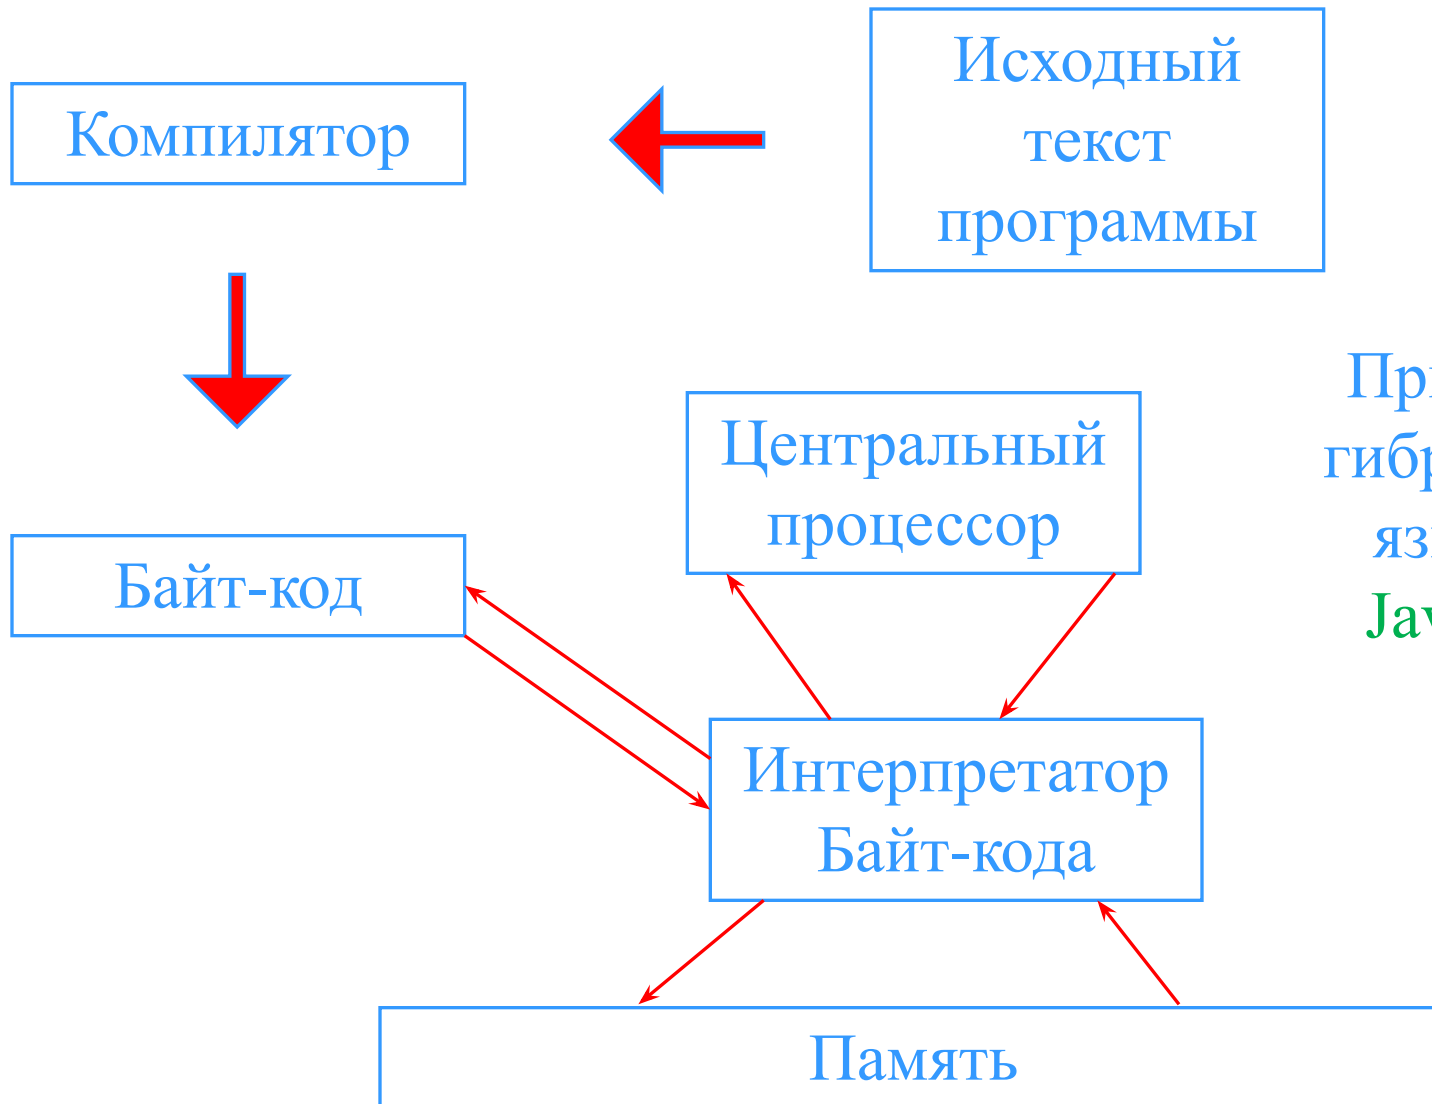 Исходный
текст
программы
Компилятор
Центральный
процессор
Байт-код
Интерпретатор
Байт-кода
Память